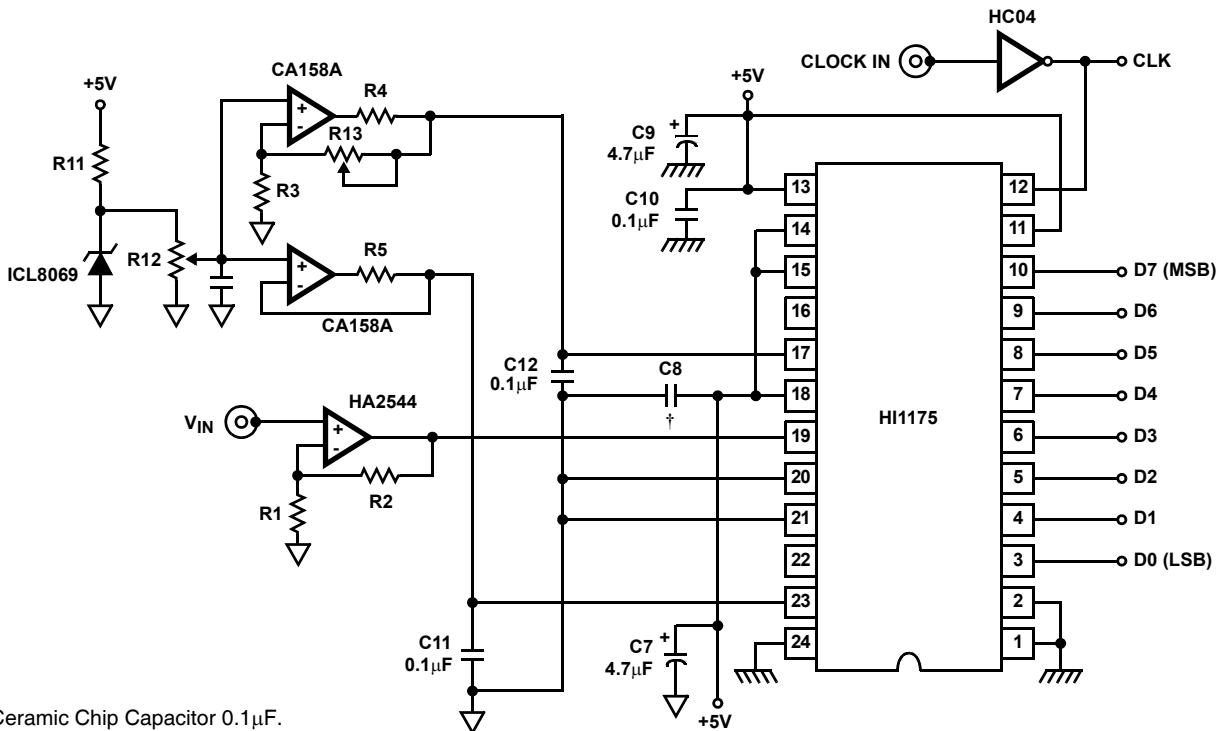 HC04
CLOCK IN
CLK
CA158A
+
-
R4
R13
R3
+5V
R11
ICL8069
R12
+
-
R5
CA158A
+5V
C9
+
4.7µF
C10
0.1µF
13
14
15
16
17
18
19
20
21
22
23
24
HI1175
12
11
10
9
8
7
6
5
4
3
2
1
D7 (MSB)
D6
D5
D4
D3
D2
D1
D0 (LSB)
C12
0.1µF
C8
†
HA2544
VIN
+
-
R2
R1
C11
0.1µF
C7
+
4.7µF
+5V
Ceramic Chip Capacitor 0.1µF.